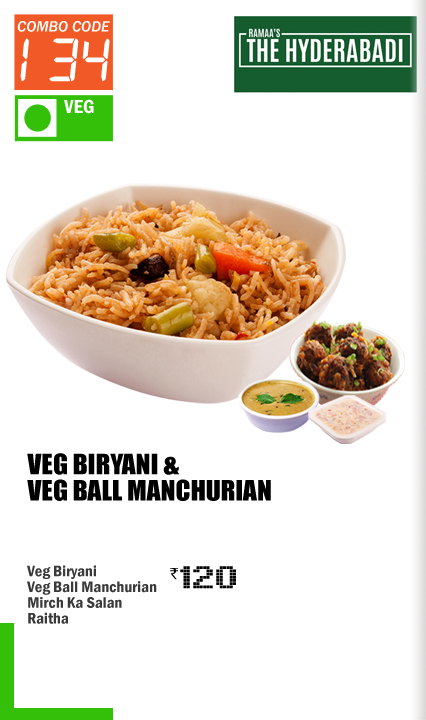 COMBO CODE
134
VEG
RAMAA'S
THE HYDERABADI
VEG BIRYANI &
VEG BALL MANCHURIAN
Veg Biryani
Veg Ball Manchurian
Mirch Ka Salan
Raitha
₹120